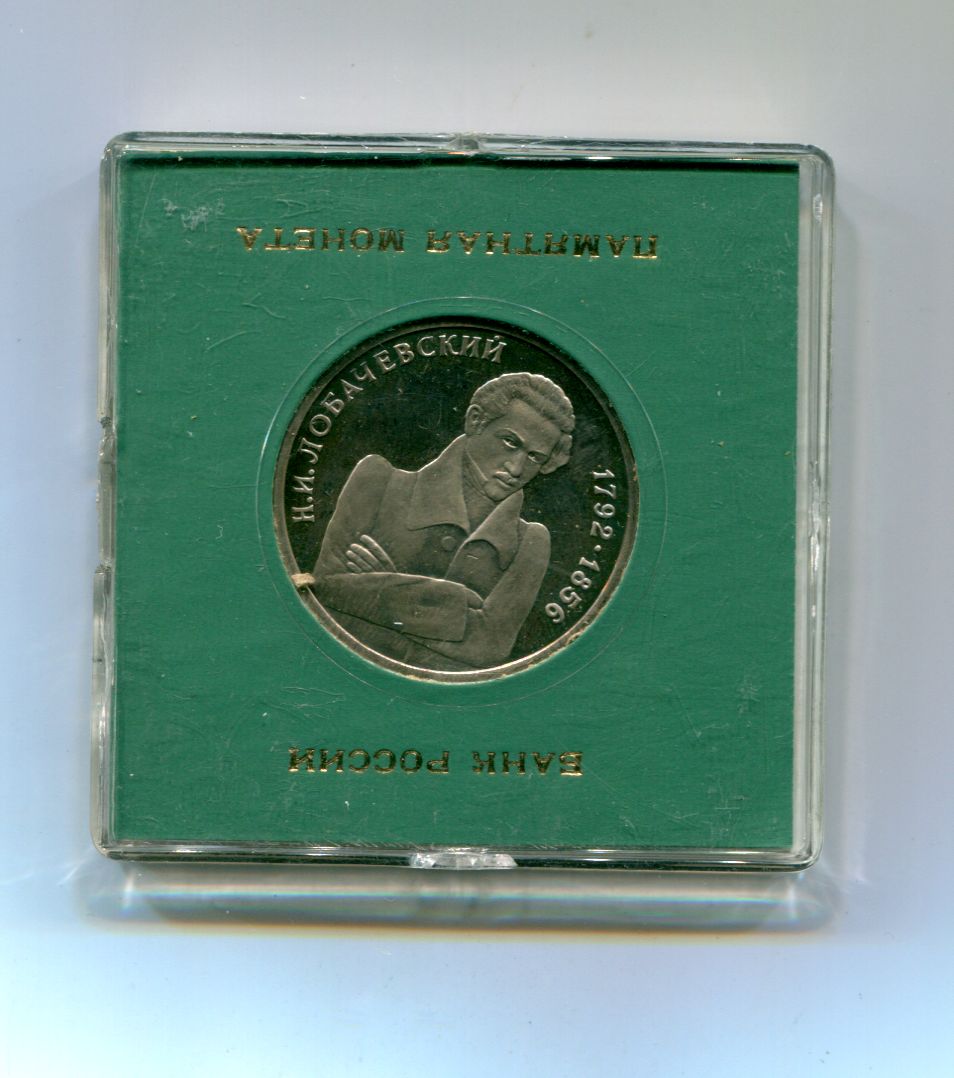 ПАМЯТНАЯ МОНЕТА
Н.И.ЛОБАЧЕВСКИЙ
1792·1856
БАНК РОССИИ